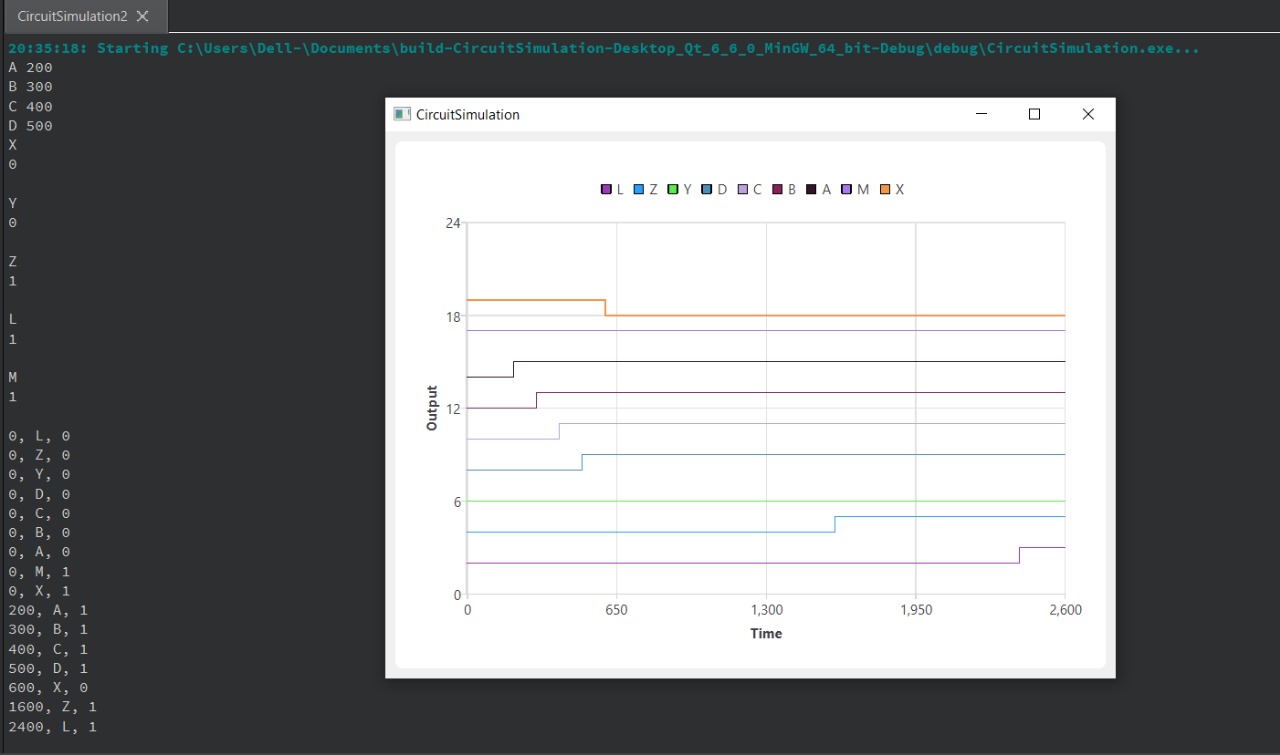 CircuitSimulation2
20:35:18: Starting C:\Users\Dell-\Documents\build-CircuitSimulation-Desktop_Qt_6_6_0_MinGW_64_bit-Debug\debug\CircuitSimulation.exe...
A 200
B 300
C 400
D 500
X
0
Y
0
Z
1
L
1
M
1
0, L, 0
0, Z, 0
0, Y, 0
0, D, 0
0, C, 0
0, B, 0
0, A, 0
0, M, 1
0, X, 1
200, A, 1
300, B, 1
400, C, 1
500, D, 1
600, X, 0
1600, Z, 1
2400, L, 1
CircuitSimulation
L Z Y D C B A M X
24
18
12
6
0
Output
0 650 1,300 1,950 2,600
Time